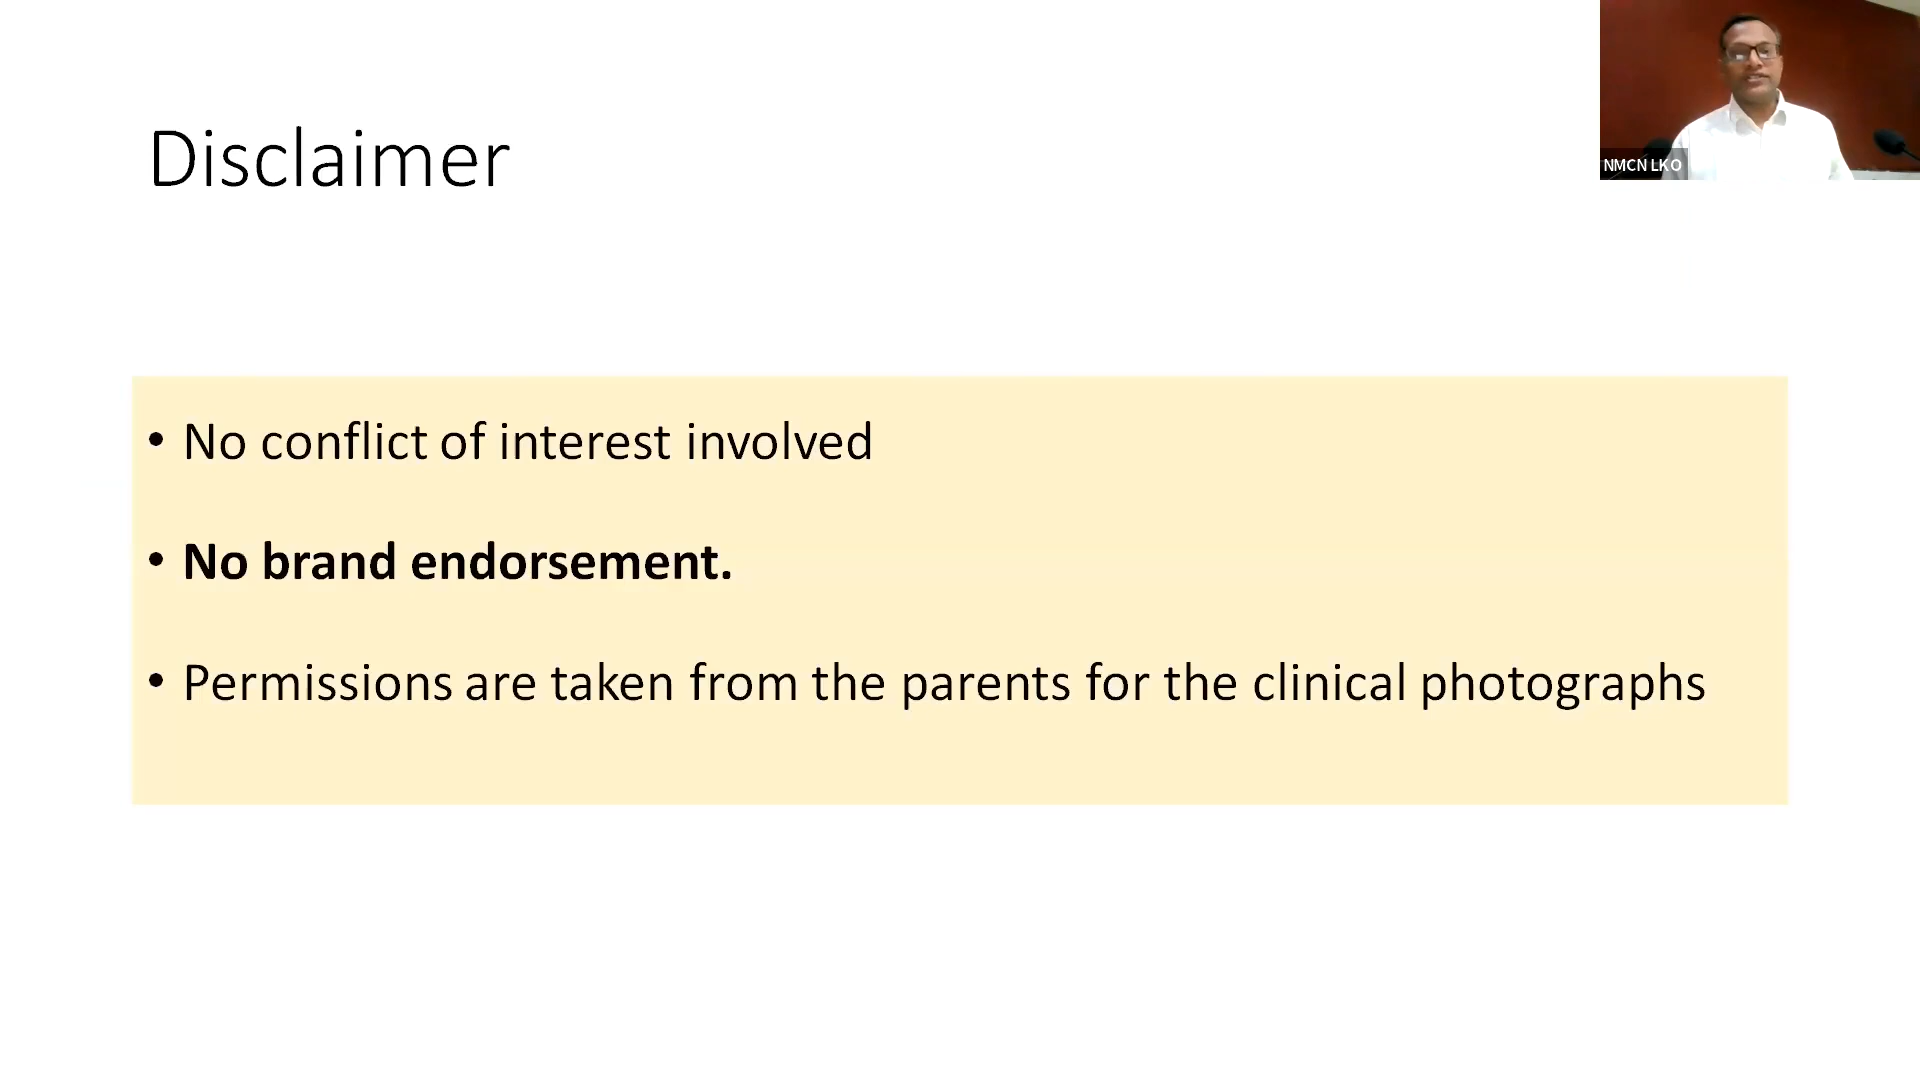 Disclaimer
NMCN LKO
• No conflict of interest involved
• No brand endorsement.
• Permissions are taken from the parents for the clinical photographs